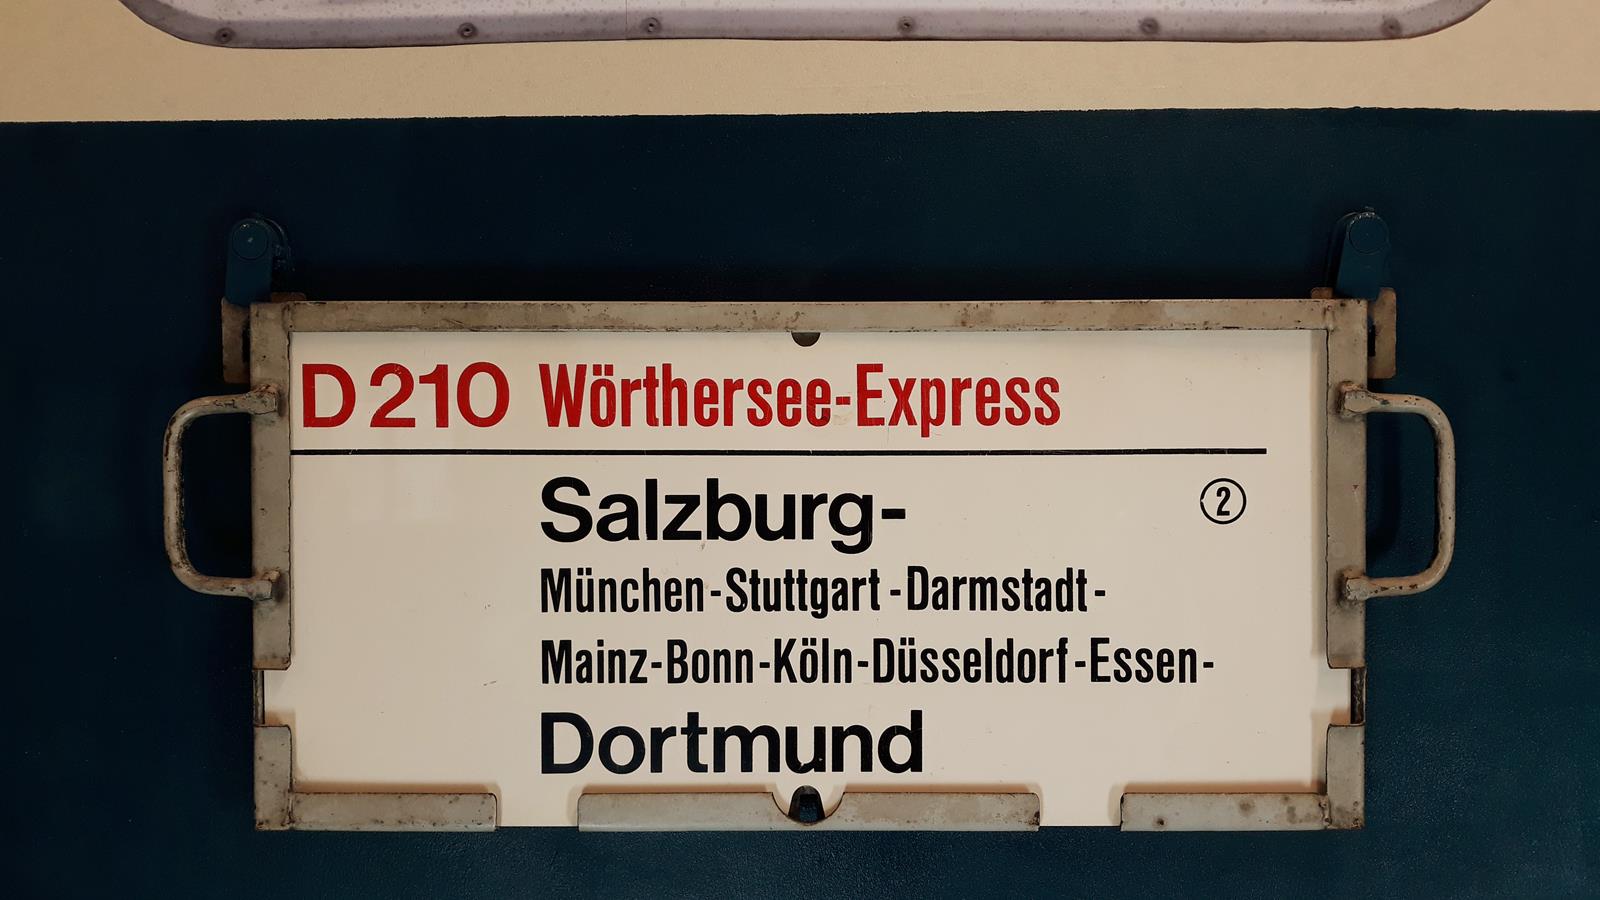 D 210 Wörthersee-Express
Salzburg-
②
München-Stuttgart-Darmstadt-
Mainz-Bonn-Köln-Düsseldorf-Essen-
Dortmund